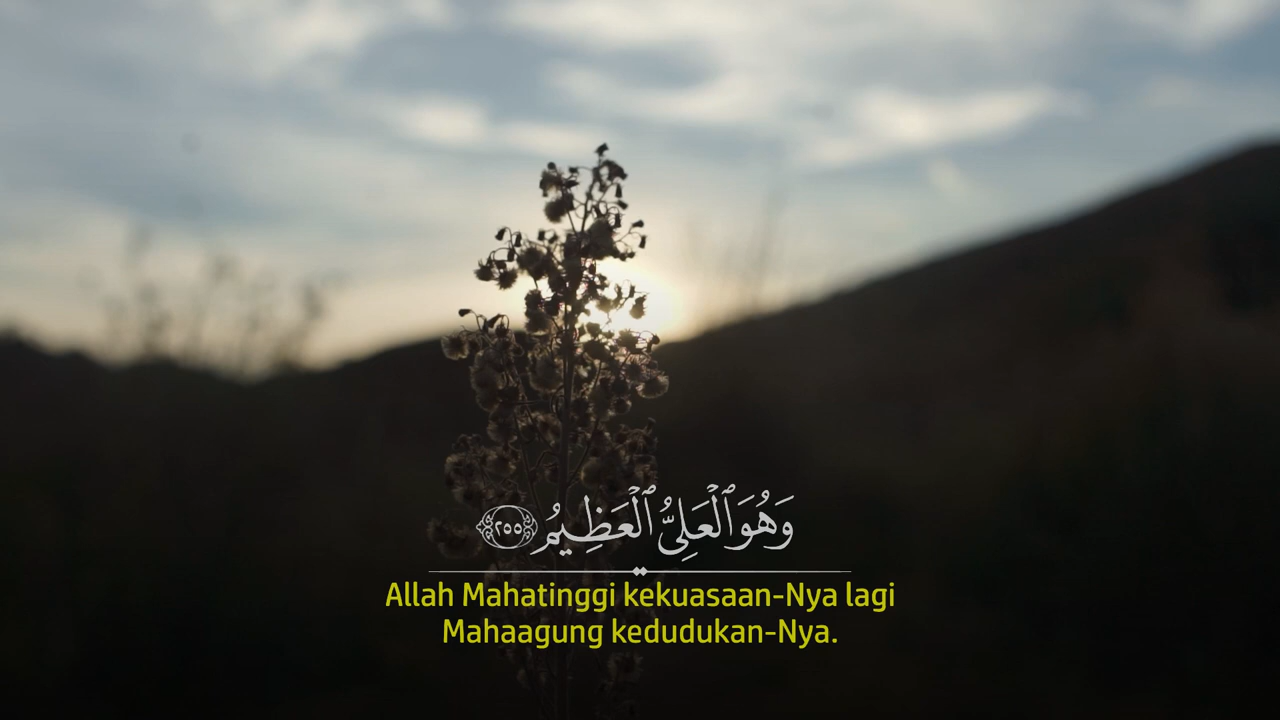 وَهُوَ ٱلْعَلِىُّ ٱلْعَظِيمُ ٢٥٥
Allah Mahatinggi kekuasaan-Nya lagi
Mahaagung kedudukan-Nya.